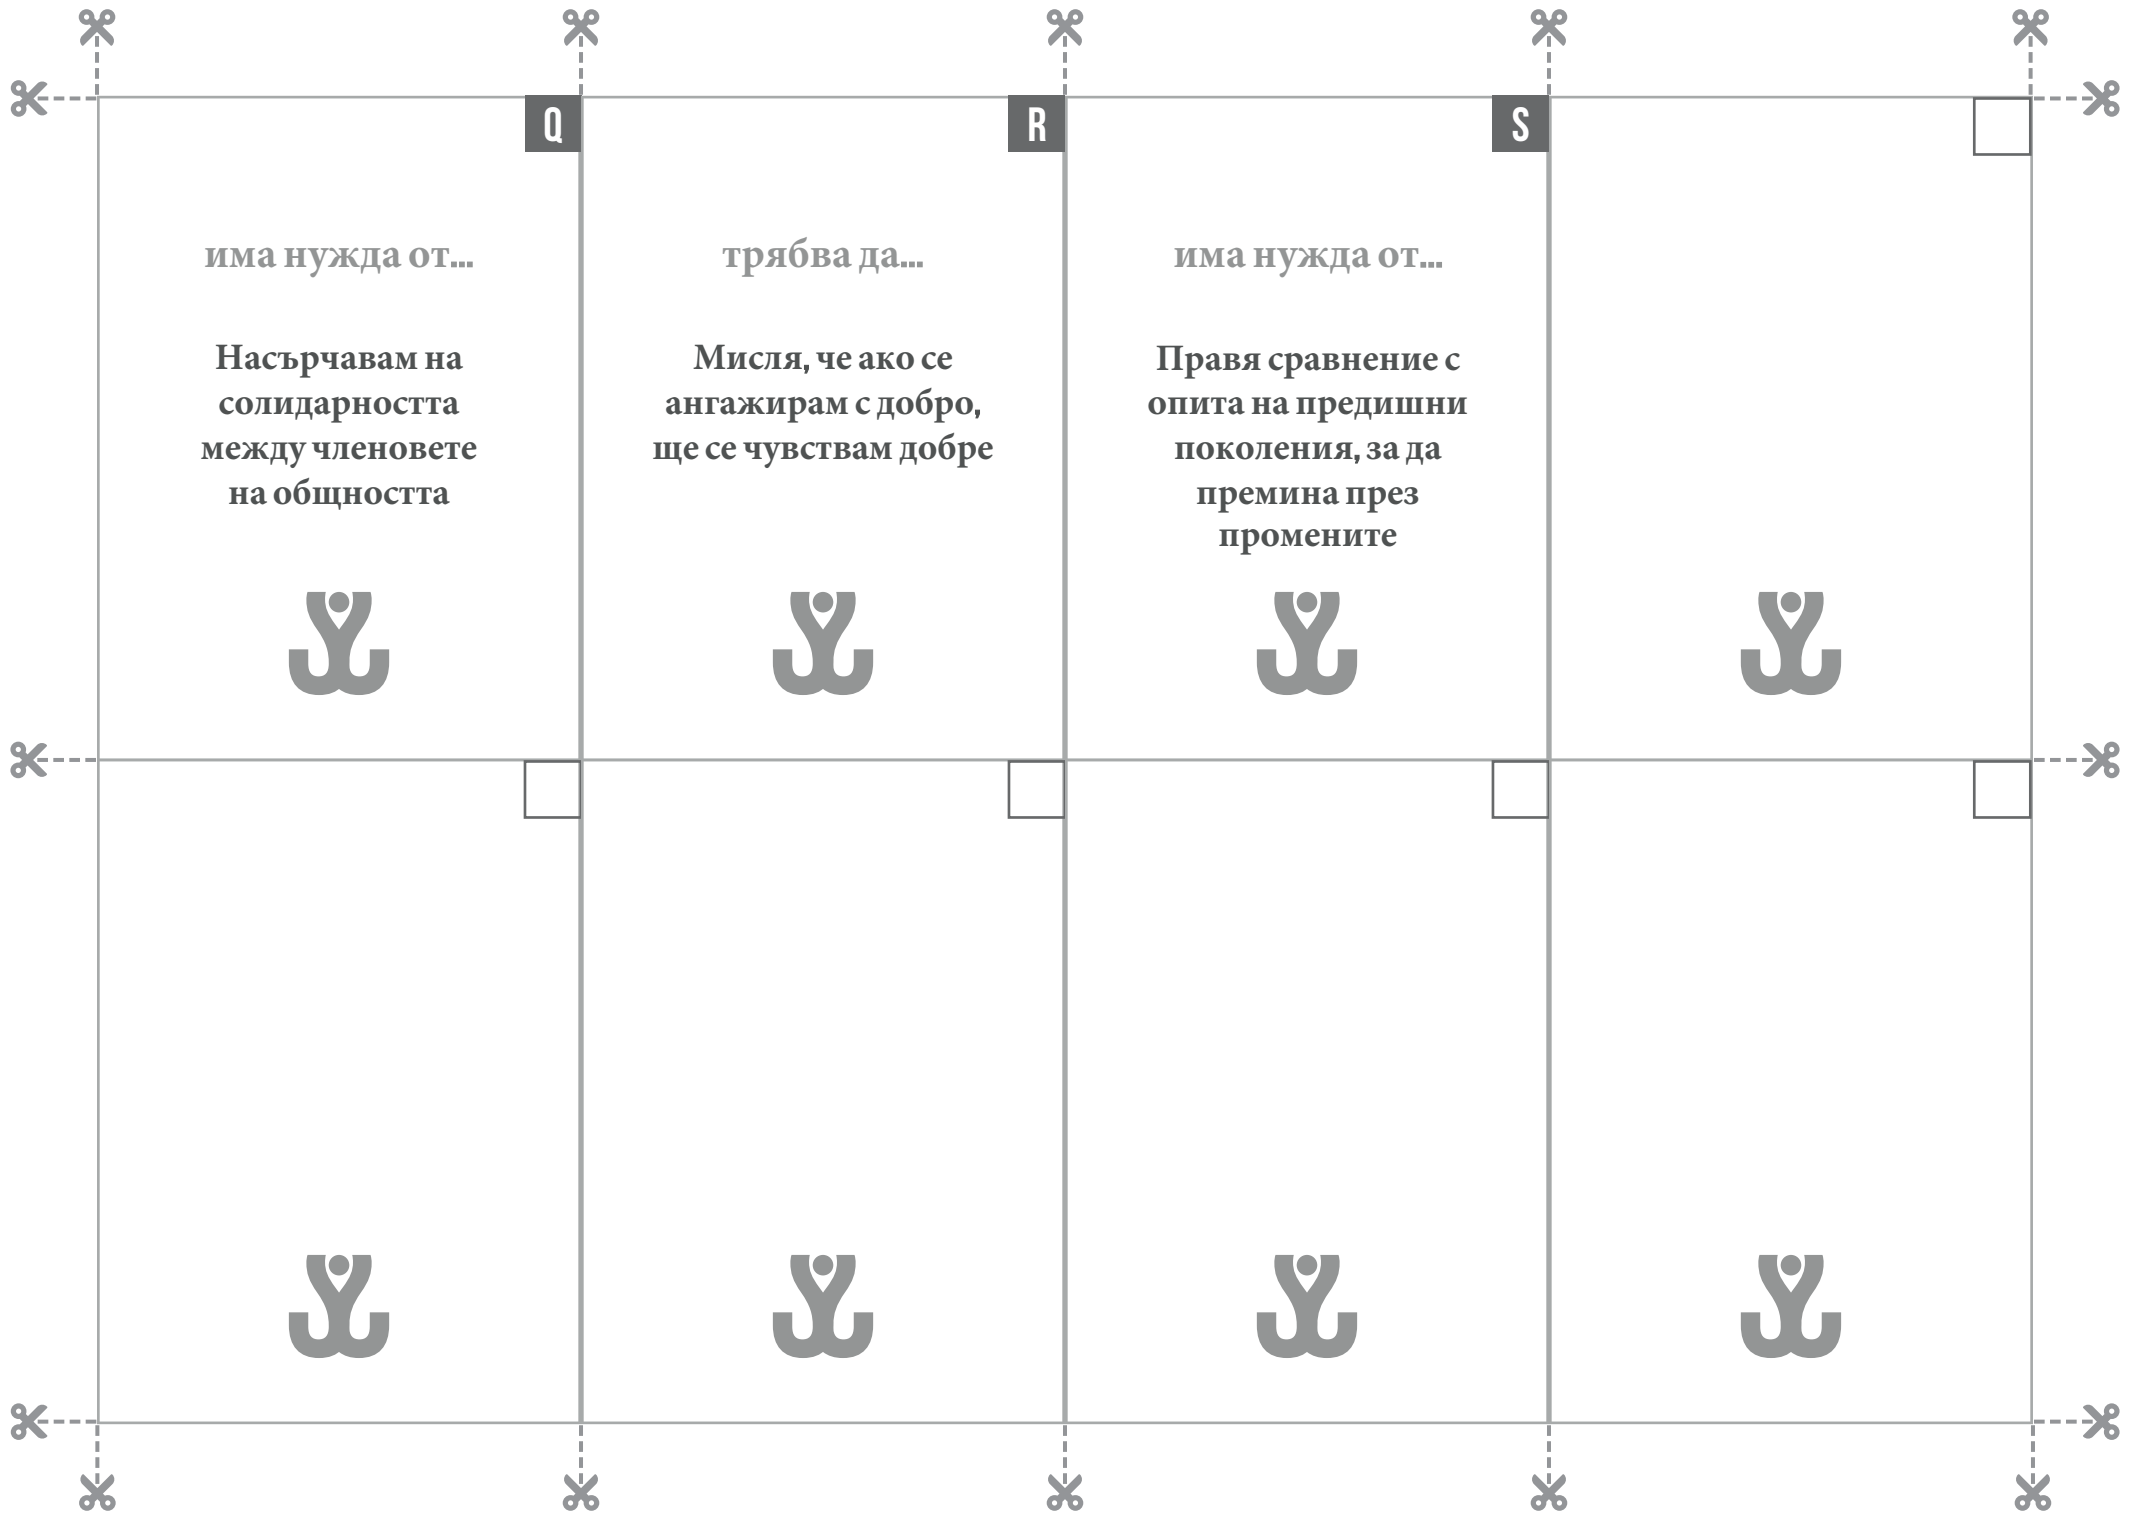 Q
има нужда от...
Насърчавам на
солидарността
между членовете
на общността
R
трябва да...
Мисля, че ако се
ангажирам с добро,
ще се чувствам добре
S
има нужда от...
Правя сравнение с
опита на предишни
поколения, за да
премина през
промените